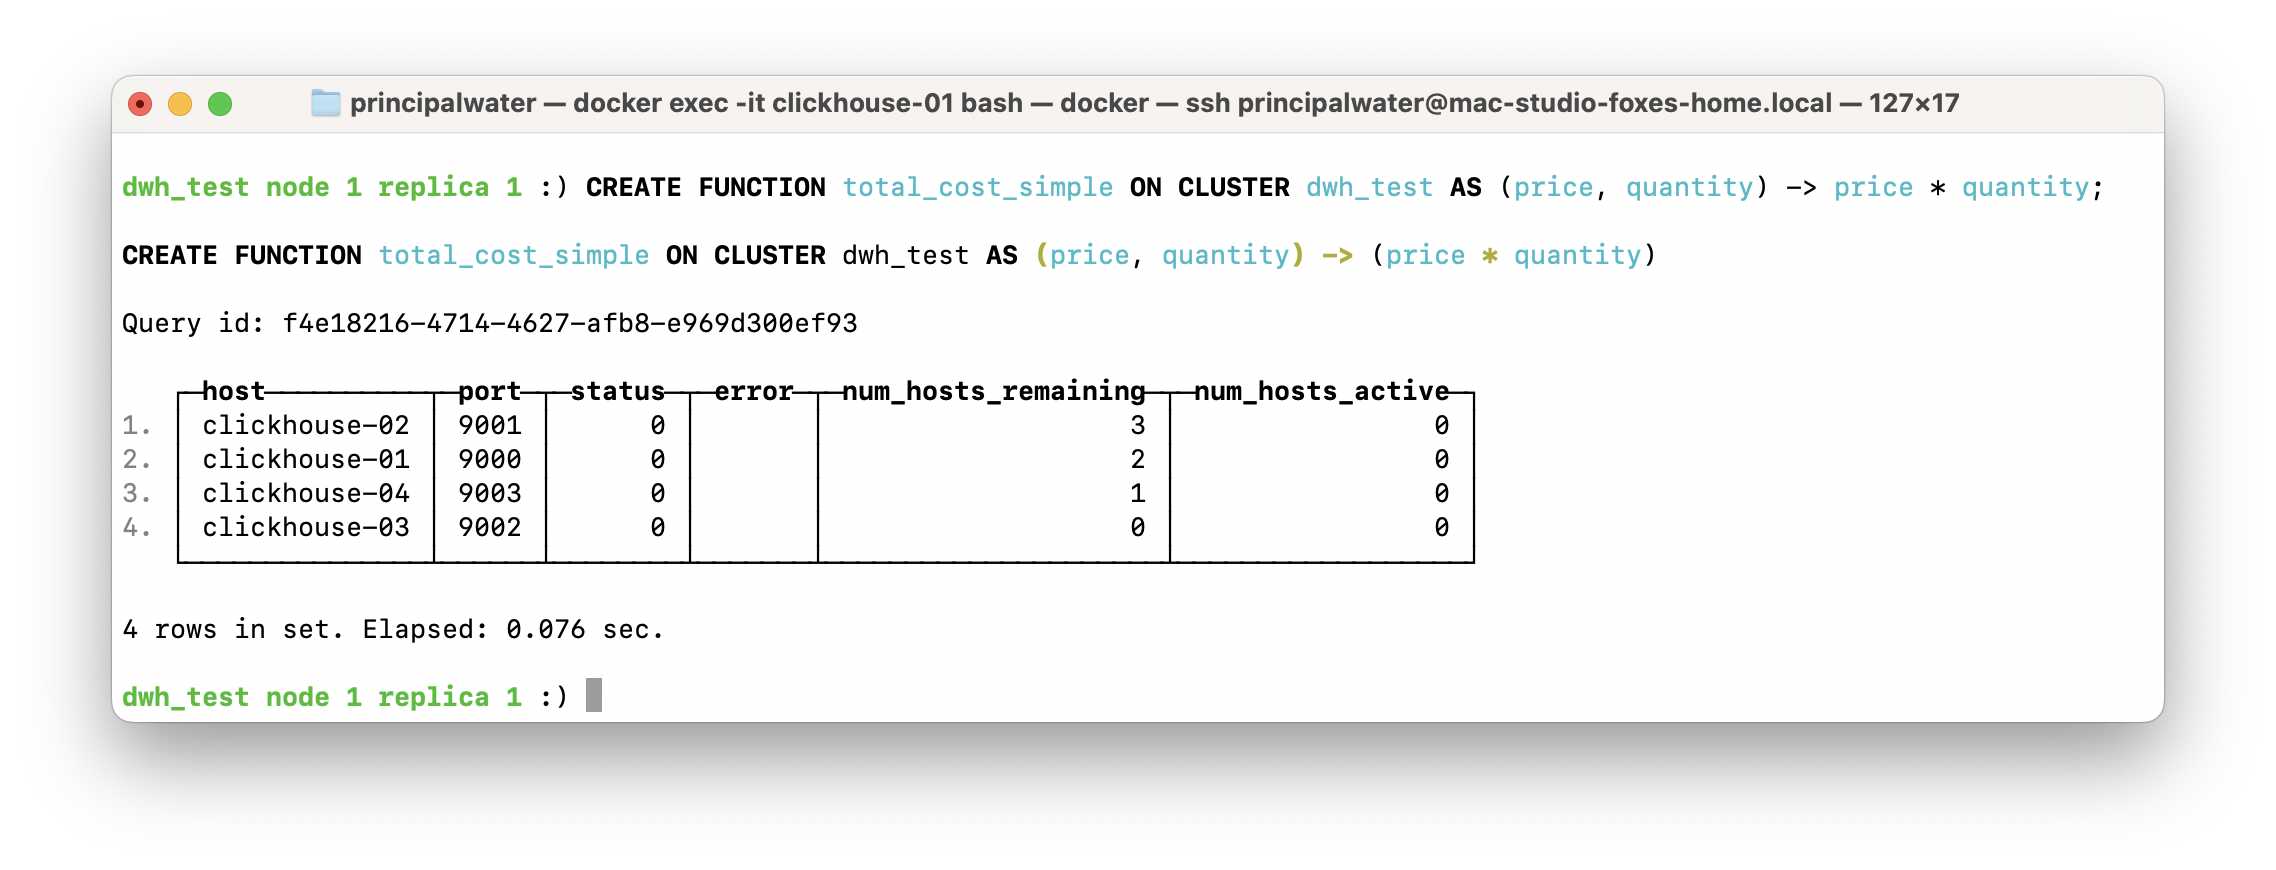 principalwater — docker exec -it clickhouse-01 bash — docker — ssh principalwater@mac-studio-foxes-home.local — 127×17
dwh_test node 1 replica 1 :) CREATE FUNCTION total_cost_simple ON CLUSTER dwh_test AS (price, quantity) -> price * quantity;
CREATE FUNCTION total_cost_simple ON CLUSTER dwh_test AS (price, quantity) -> (price * quantity)
Query id: f4e18216-4714-4627-afb8-e969d300ef93
host port status error num_hosts_remaining num_hosts_active
1. clickhouse-02 9001 0 3 0
2. clickhouse-01 9000 0 2 0
3. clickhouse-04 9003 0 1 0
4. clickhouse-03 9002 0 0 0
4 rows in set. Elapsed: 0.076 sec.
dwh_test node 1 replica 1 :)